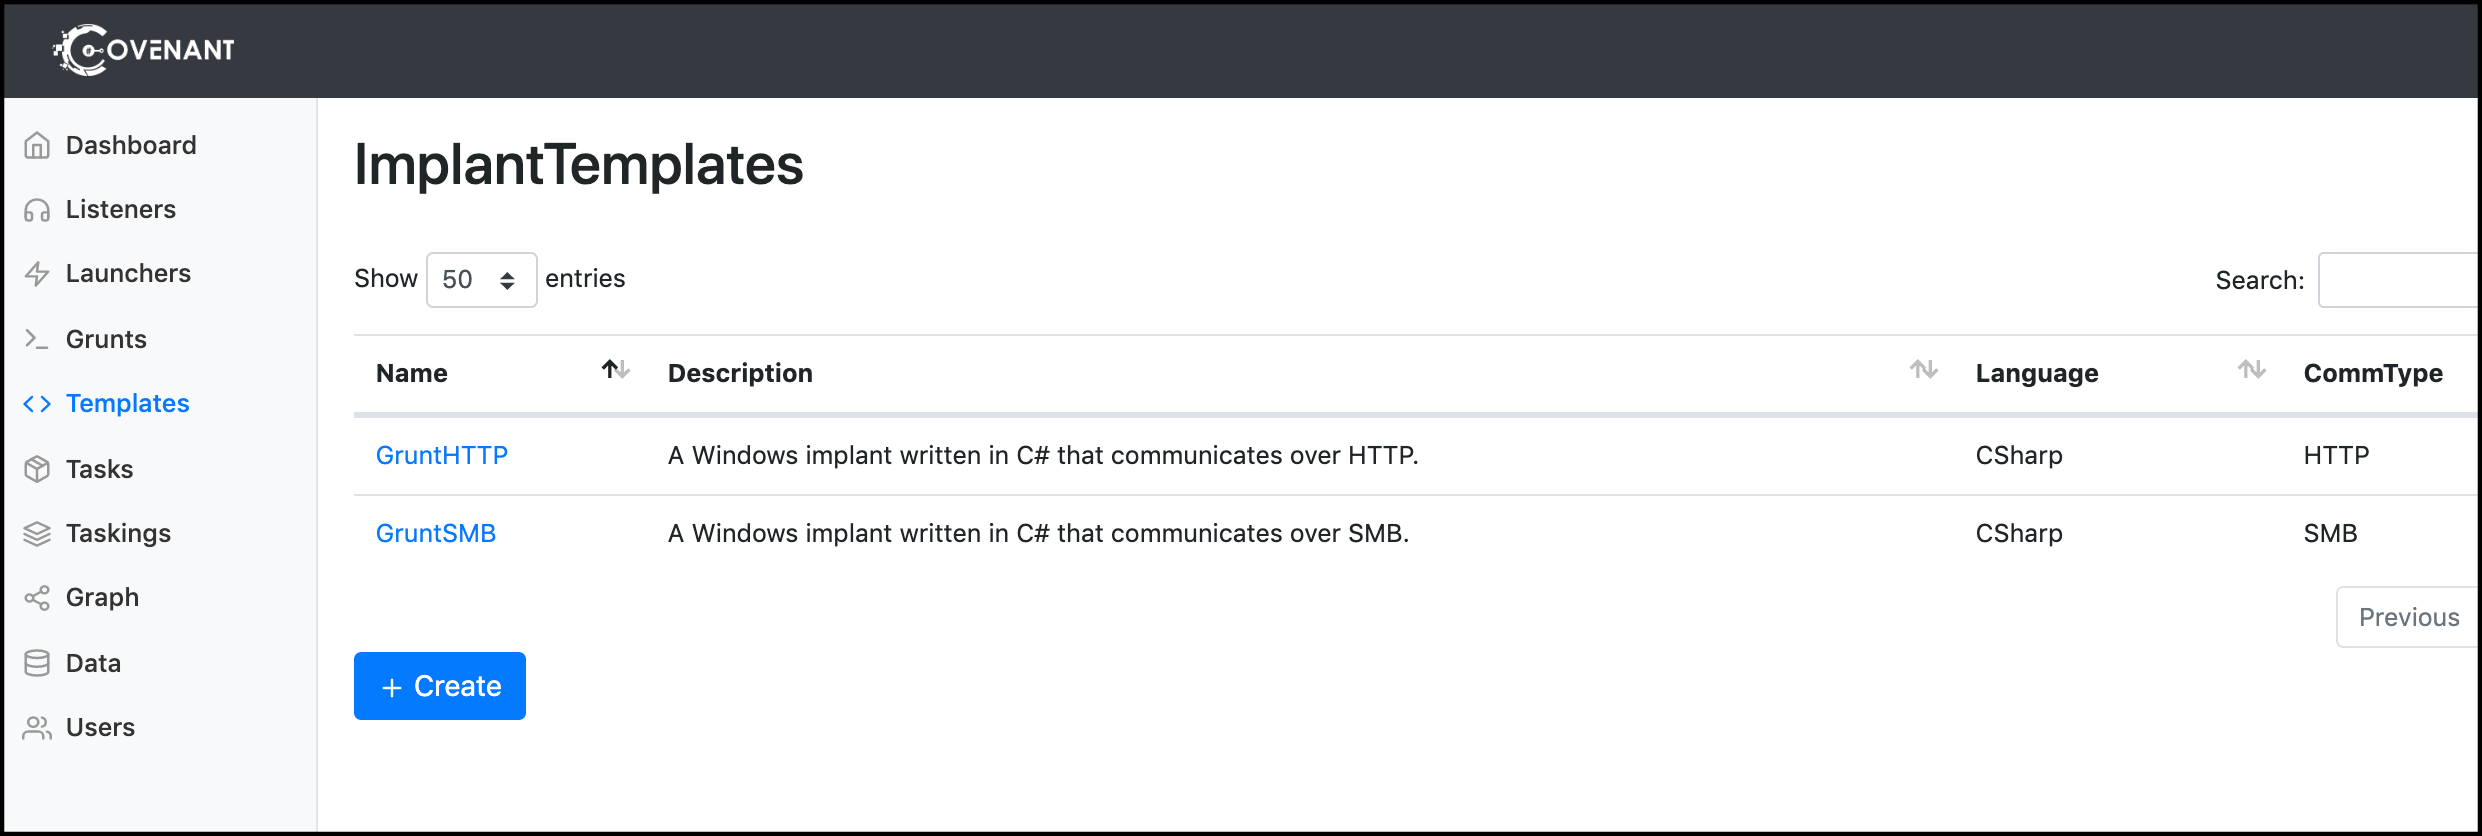 COVENANT
Dashboard
Listeners
Launchers
Grunts
Templates
Tasks
Taskings
Graph
Data
Users
ImplantTemplates
Show 50 entries
Search:
Name Description Language CommType
GruntHTTP A Windows implant written in C# that communicates over HTTP. CSharp HTTP
GruntSMB A Windows implant written in C# that communicates over SMB. CSharp SMB
Previous
+ Create